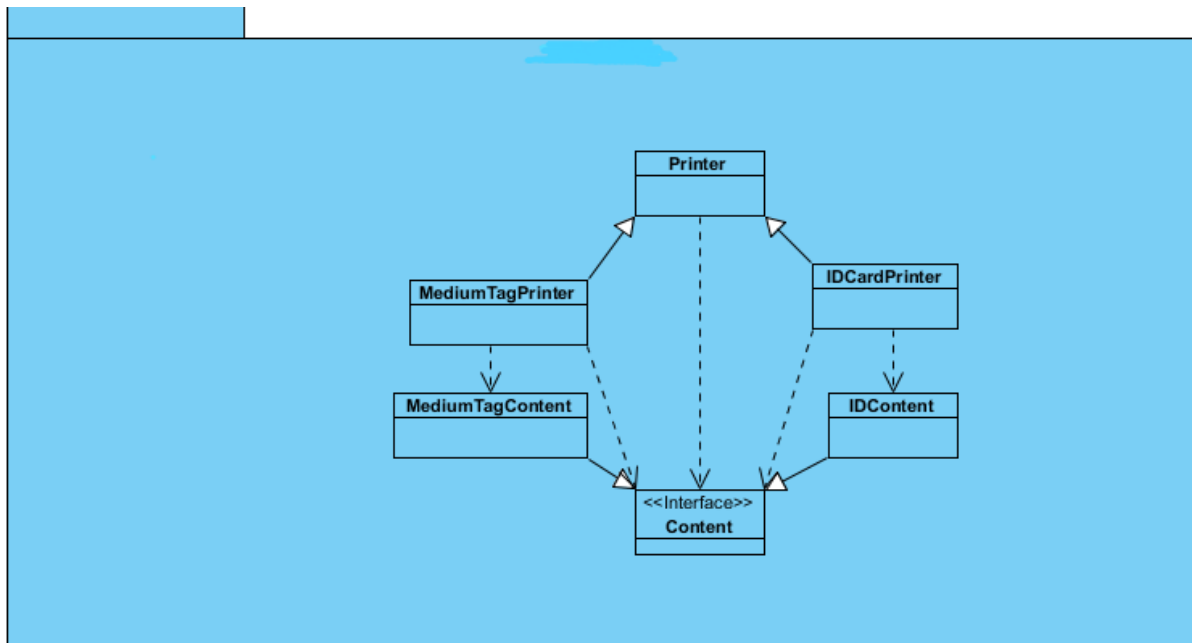 Printer
IDCardPrinter
MediumTagPrinter
MediumTagContent
IDContent
<<Interface>>
Content